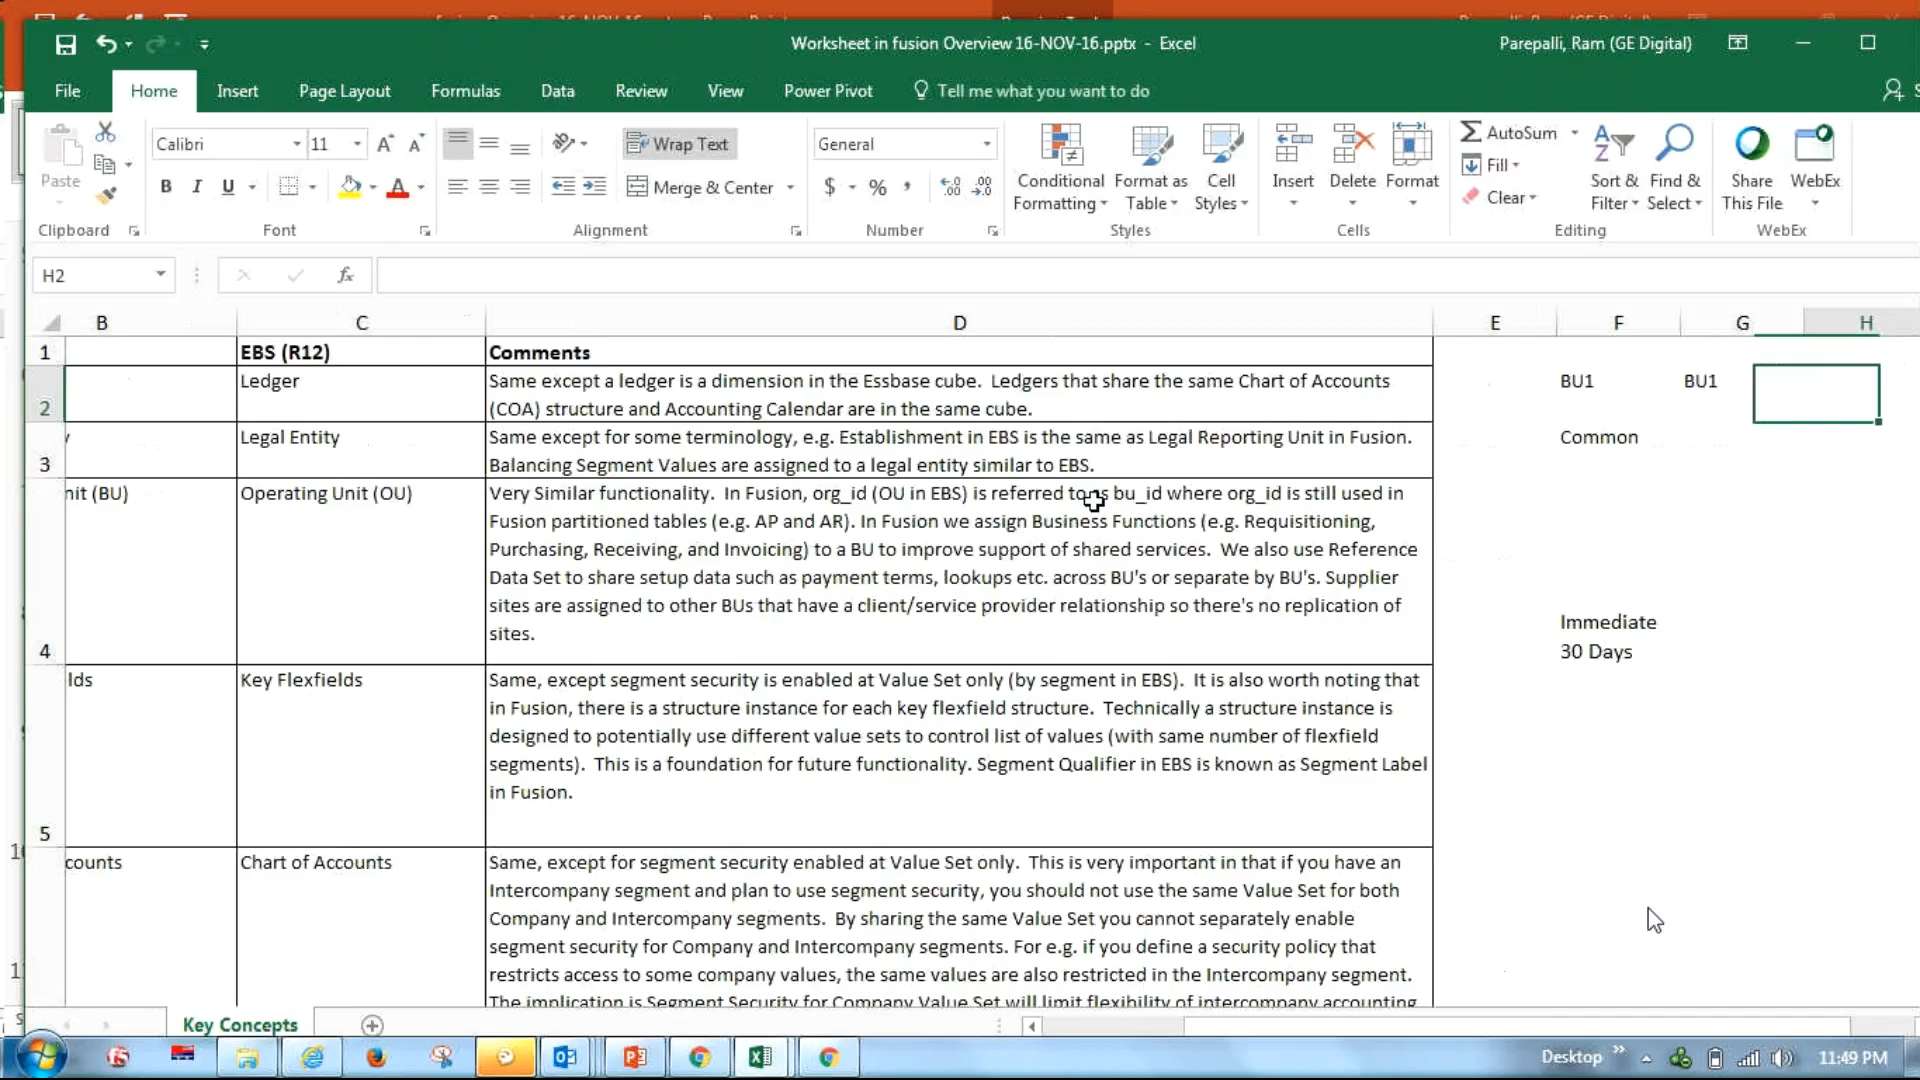 Worksheet in fusion Overview 16-NOV-16.pptx - Excel
Parepalli, Ram (GE Digital)
File Home Insert Page Layout Formulas Data Review View Power Pivot Tell me what you want to do
Calibri 11 Wrap Text General AutoSum
Fill
Paste Merge & Center $ % Conditional Formatting Format as Table Cell Styles Insert Delete Format Clear Sort & Filter Find & Select Share This File WebEx
Clipboard Font Alignment Number Styles Cells Editing WebEx
H2 fx
B C D E F G H
1 EBS (R12) Comments
2 Ledger Same except a ledger is a dimension in the Essbase cube. Ledgers that share the same Chart of Accounts BU1 BU1
(COA) structure and Accounting Calendar are in the same cube.
3 Legal Entity Same except for some terminology, e.g. Establishment in EBS is the same as Legal Reporting Unit in Fusion. Common
Balancing Segment Values are assigned to a legal entity similar to EBS.
4 nit (BU) Operating Unit (OU) Very Similar functionality. In Fusion, org_id (OU in EBS) is referred to as bu_id where org_id is still used in
Fusion partitioned tables (e.g. AP and AR). In Fusion we assign Business Functions (e.g. Requisitioning,
Purchasing, Receiving, and Invoicing) to a BU to improve support of shared services. We also use Reference
Data Set to share setup data such as payment terms, lookups etc. across BU's or separate by BU's. Supplier
sites are assigned to other BUs that have a client/service provider relationship so there's no replication of
sites.
Immediate
30 Days
5 lds Key Flexfields Same, except segment security is enabled at Value Set only (by segment in EBS). It is also worth noting that
in Fusion, there is a structure instance for each key flexfield structure. Technically a structure instance is
designed to potentially use different value sets to control list of values (with same number of flexfield
segments). This is a foundation for future functionality. Segment Qualifier in EBS is known as Segment Label
in Fusion.
counts Chart of Accounts Same, except for segment security enabled at Value Set only. This is very important in that if you have an
Intercompany segment and plan to use segment security, you should not use the same Value Set for both
Company and Intercompany segments. By sharing the same Value Set you cannot separately enable
segment security for Company and Intercompany segments. For e.g. if you define a security policy that
restricts access to some company values, the same values are also restricted in the Intercompany segment.
The implication is Segment Security for Company Value Set will limit flexibility of intercompany accounting
Key Concepts
Desktop 11:49 PM